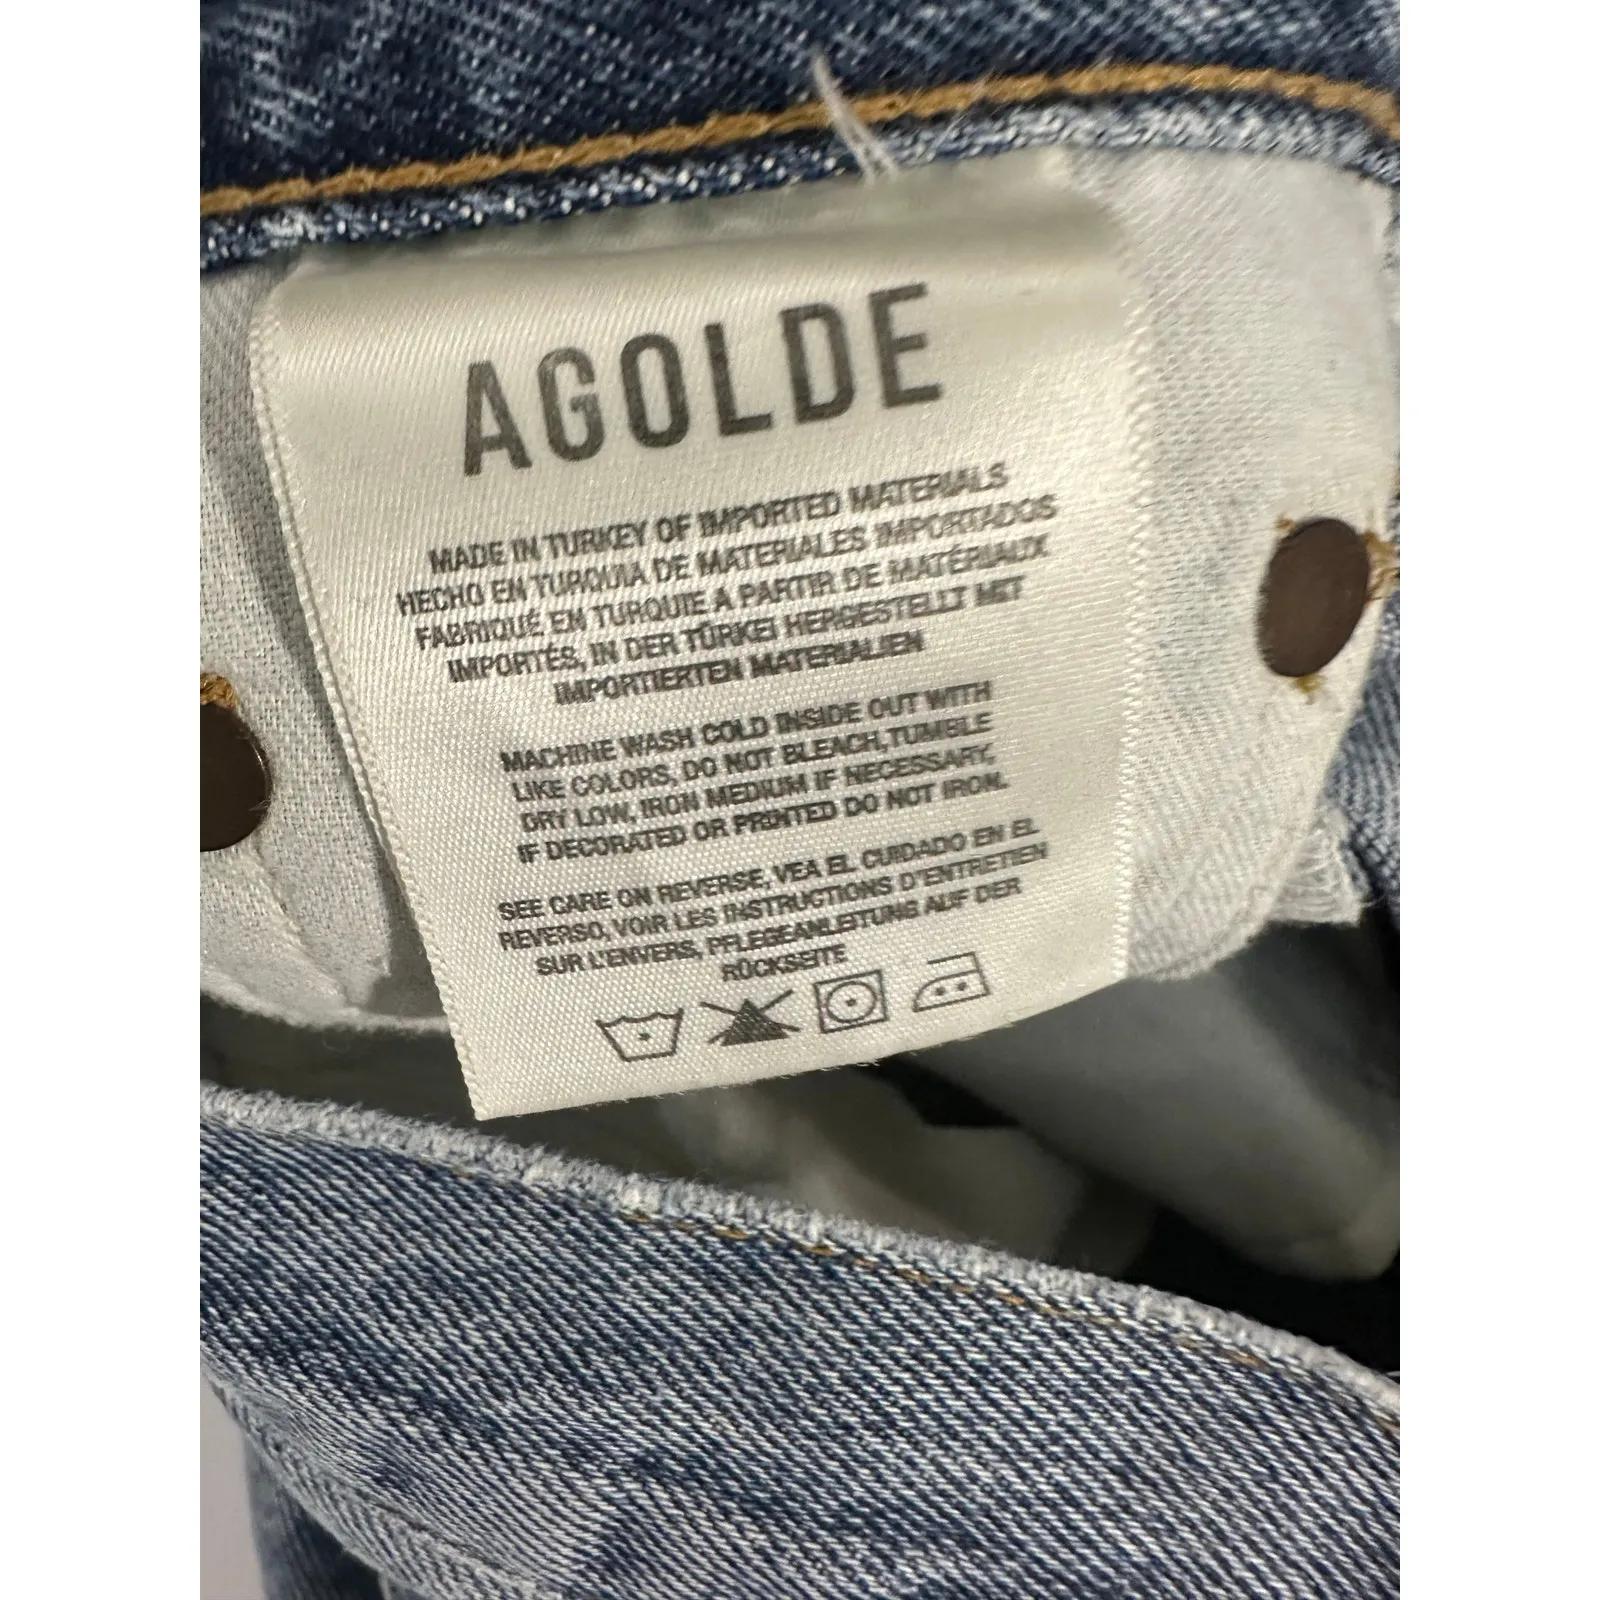 AGOLDE
MADE IN TURKEY OF IMPORTED MATERIALS
HECHO EN TURQUIA DE MATERIALES IMPORTADOS
FABRIQUÉ EN TURQUIE A PARTIR DE MATÉRIAUX
IMPORTÉS, IN DER TÜRKEI HERGESTELLT MIT
IMPORTIERTEN MATERIALIEN
MACHINE WASH COLD INSIDE OUT WITH
LIKE COLORS, DO NOT BLEACH, TUMBLE
DRY LOW, IRON MEDIUM IF NECESSARY,
IF DECORATED OR PRINTED DO NOT IRON.
SEE CARE ON REVERSE, VEA EL CUIDADO EN EL
REVERSO, VOIR LES INSTRUCTIONS D'ENTRETIEN
SUR L'ENVERS, PFLEGEANLEITUNG AUF DER
RÜCKSEITE